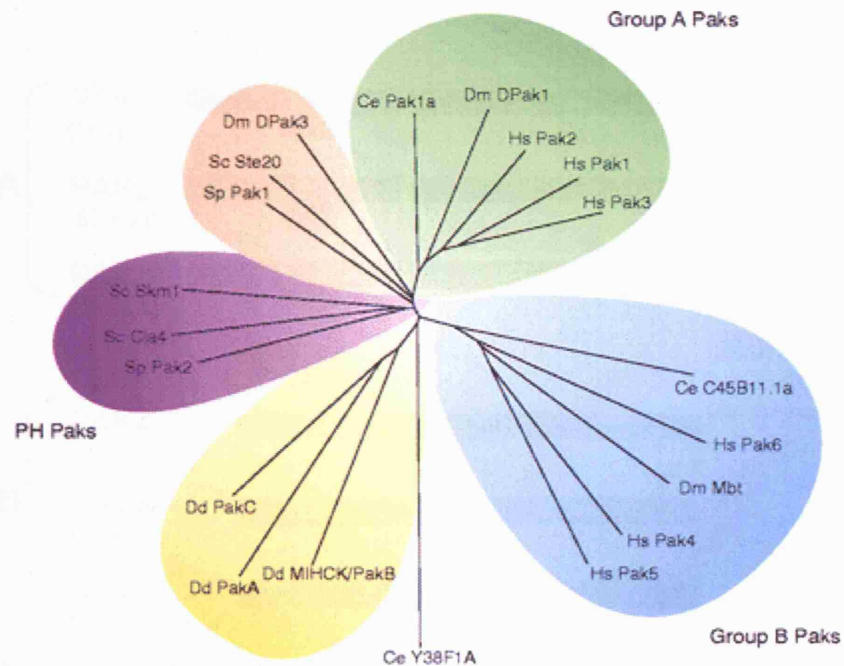 Group A Paks
Ce Pak1a
Dm DPak1
Dm DPak3
Hs Pak2
Sc Ste20
Hs Pak1
Sp Pak1
Hs Pak3
Sc Skm1
Sc Cla4
Sp Pak2
PH Paks
Ce C45B11.1a
Hs Pak6
Dm Mbt
Dd PakC
Hs Pak4
Dd PakA
Dd MIHCK/PakB
Hs Pak5
Group B Paks
Ce Y38F1A